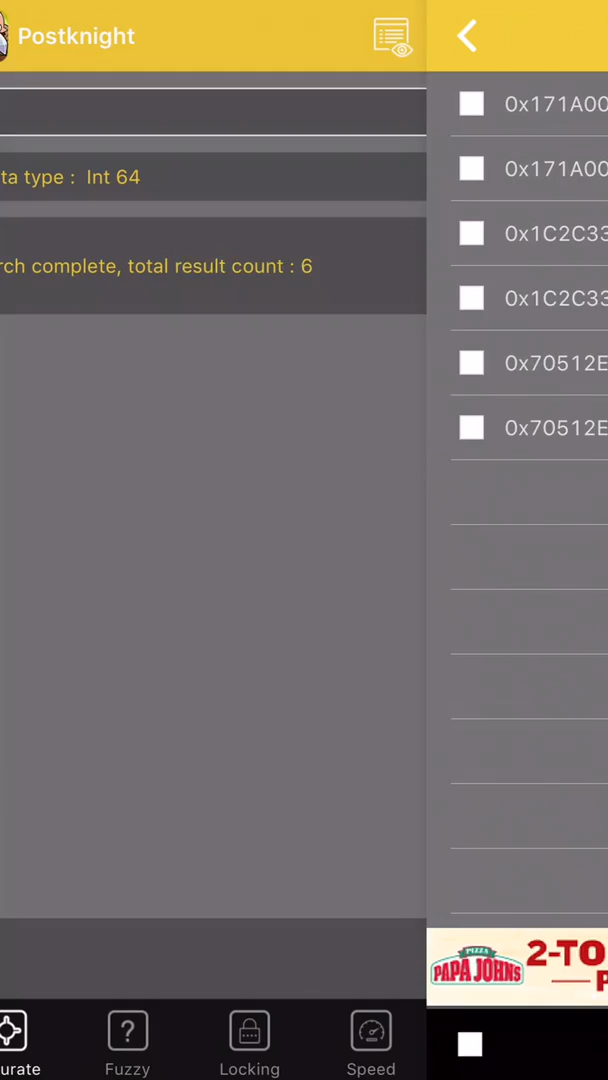 Postknight
ta type : Int 64
rch complete, total result count : 6
urate
Fuzzy
Locking
Speed
0x171A00
0x171A00
0x1C2C33
0x1C2C33
0x70512E
0x70512E
PIZZA
PAPA JOHNS
2-TO
P